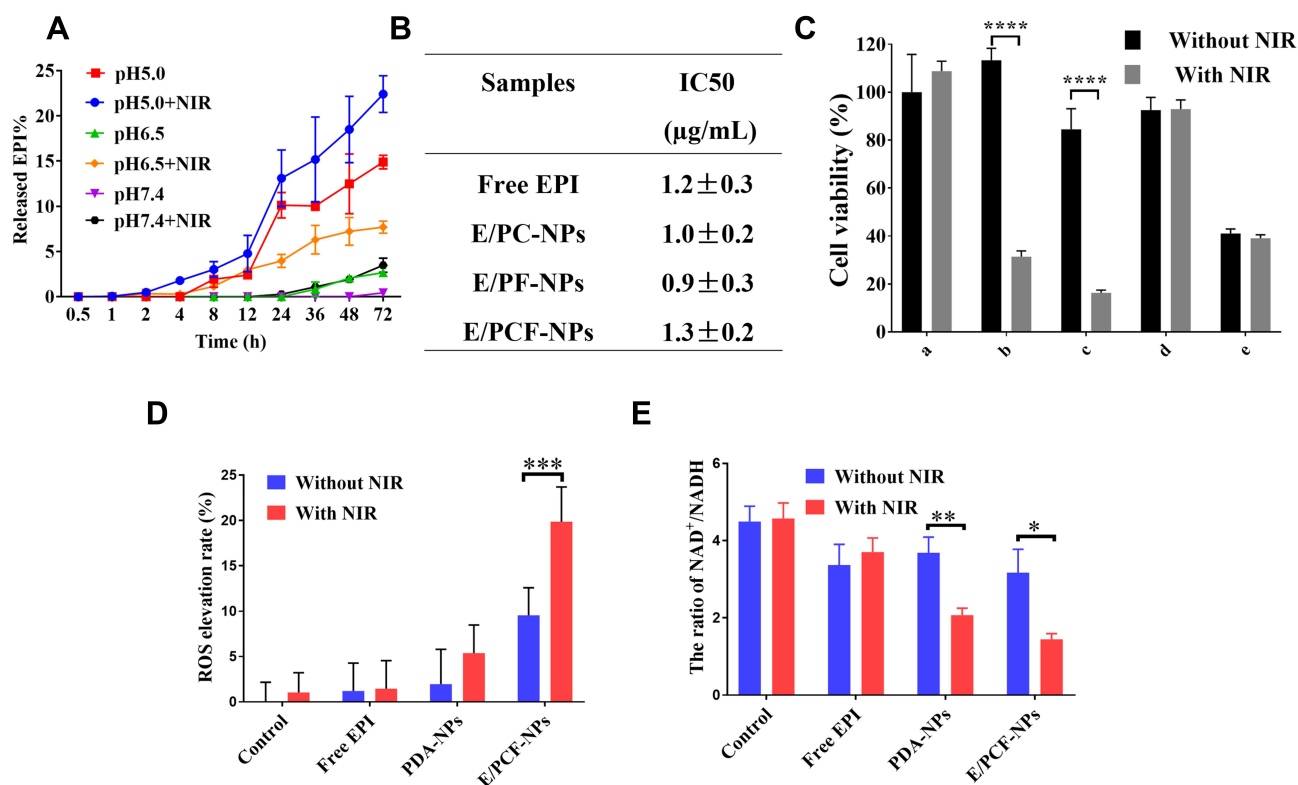 A
Released EPI%
25
20
15
10
5
0
pH5.0
pH5.0+NIR
pH6.5
pH6.5+NIR
pH7.4
pH7.4+NIR
0.5 1 2 4 8 12 24 36 48 72
Time (h)
B
Samples IC50
(μg/mL)
Free EPI 1.2±0.3
E/PC-NPs 1.0±0.2
E/PF-NPs 0.9±0.3
E/PCF-NPs 1.3±0.2
C
Cell viability (%)
120
100
80
60
40
20
0
Without NIR
With NIR
****
****
a b c d e
D
ROS elevation rate (%)
25
20
15
10
5
0
Without NIR
With NIR
***
Control Free EPI PDA-NPs E/PCF-NPs
E
The ratio of NAD⁺/NADH
6
4
2
0
Without NIR
With NIR
**
*
Control Free EPI PDA-NPs E/PCF-NPs